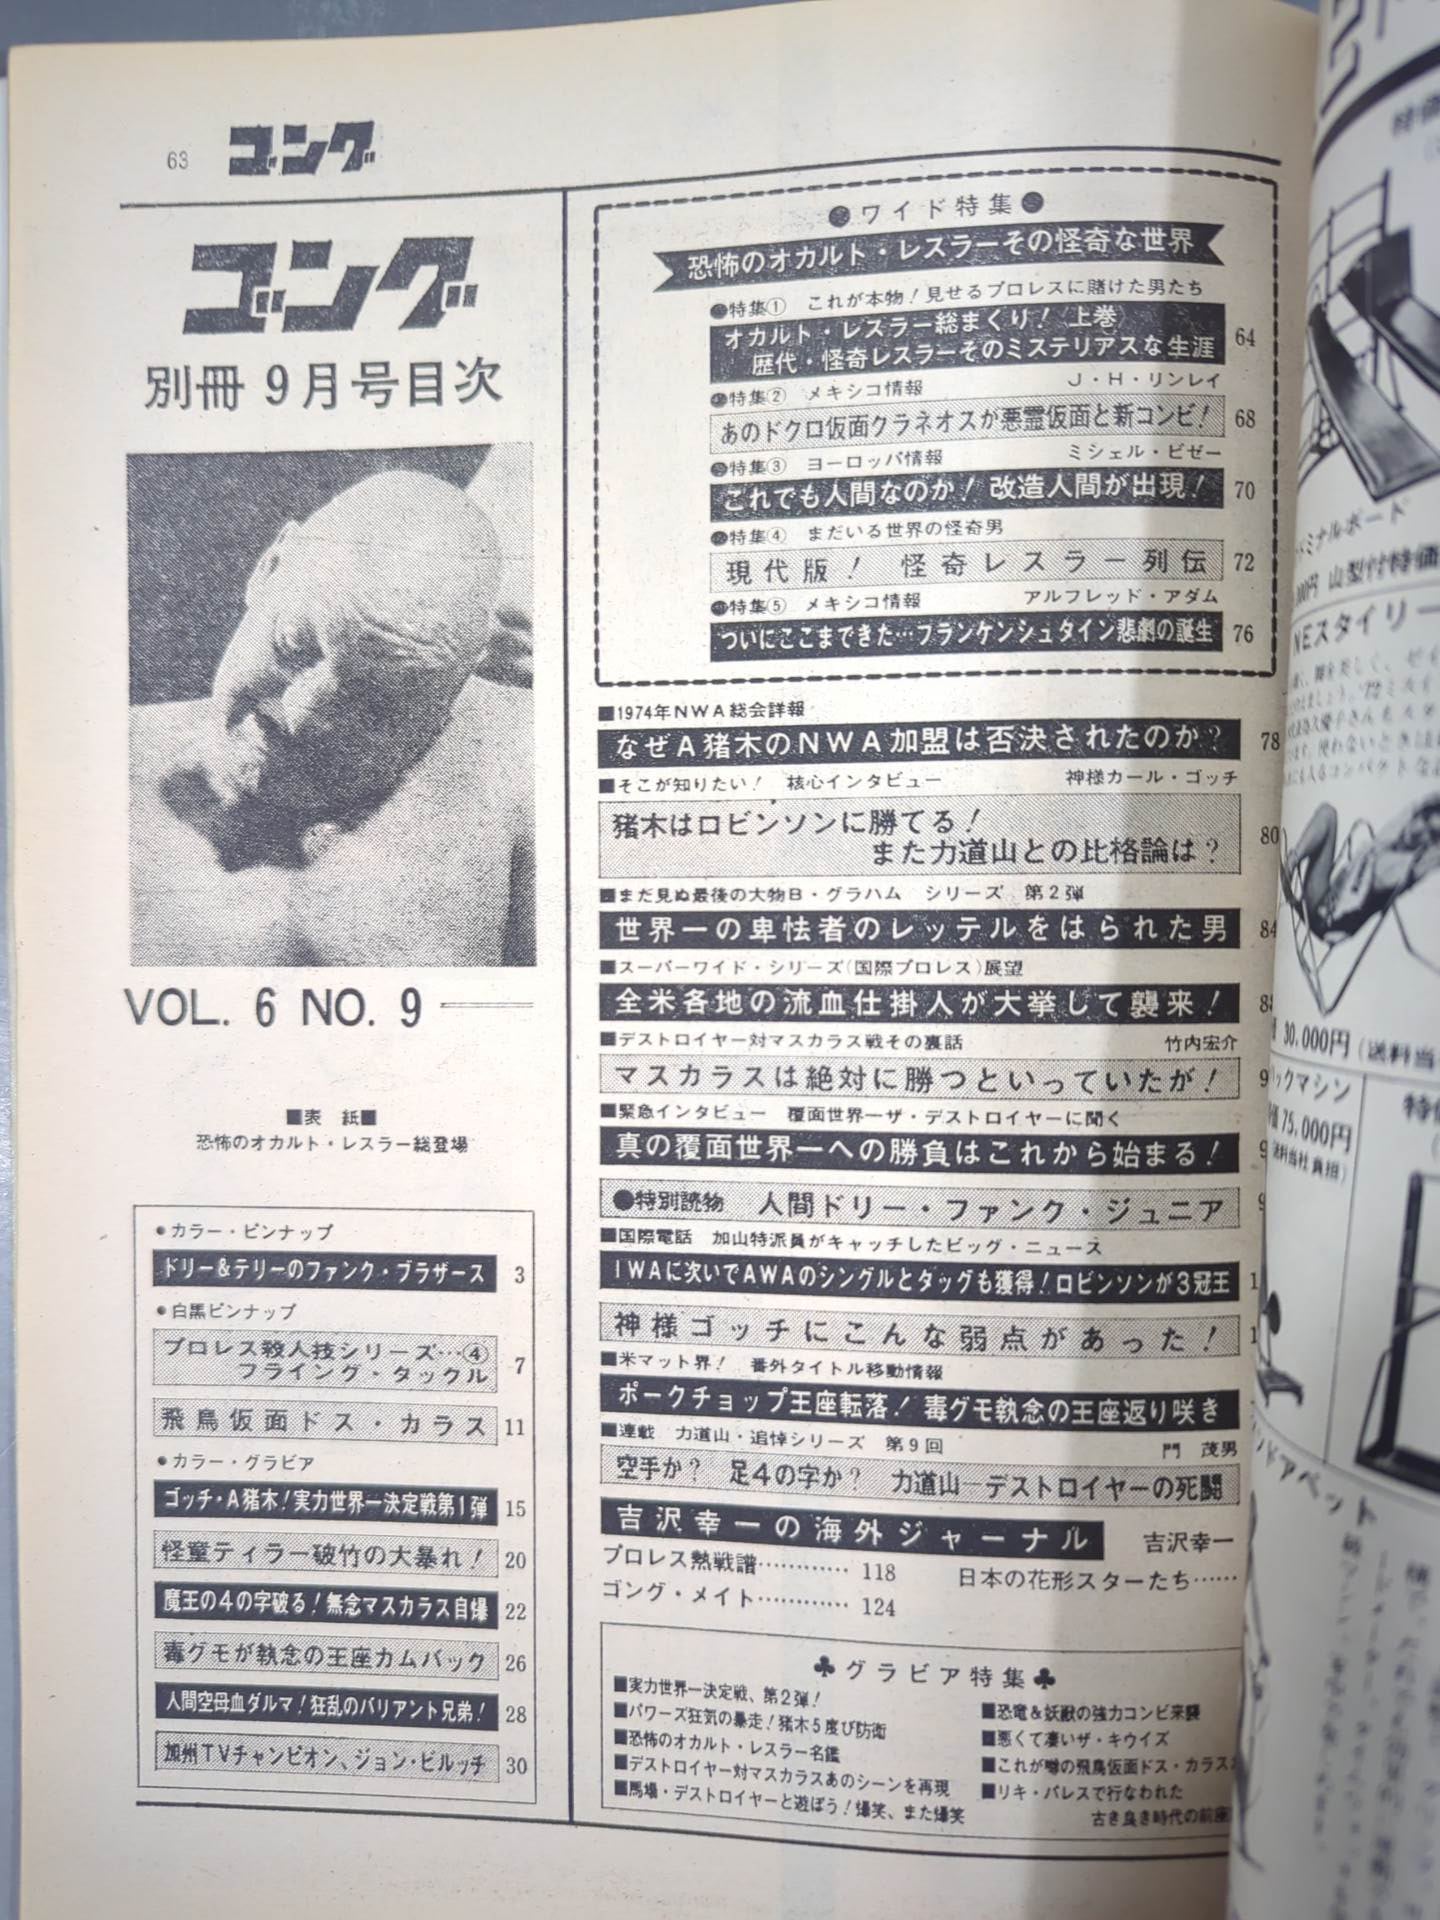 63 ゴング
ゴング
別冊9月号目次
VOL. 6 NO. 9
■表 紙■
恐怖のオカルト・レスラー総登場
●カラー・ピンナップ
ドリー＆テリーのファンク・ブラザース 3
●白黒ピンナップ
プロレス殺人技シリーズ…④
フライング・タックル 7
飛鳥仮面ドス・カラス 11
●カラー・グラビア
ゴッチ・A猪木！実力世界一決定戦第1弾 15
怪童テイラー破竹の大暴れ！ 20
魔王の4の字破る！無念マスカラス自爆 22
毒グモが執念の王座カムバック 26
人間空母血ダルマ！狂乱のバリアント兄弟！ 28
加州TVチャンピオン、ジョン・ビルッチ 30
●ワイド特集●
恐怖のオカルト・レスラーその怪奇な世界
●特集① これが本物！見せるプロレスに賭けた男たち
オカルト・レスラー総まくり！〈上巻〉
歴代・怪奇レスラーそのミステリアスな生涯 64
●特集② メキシコ情報 J・H・リンレイ
あのドクロ仮面クラネオスが悪霊仮面と新コンビ！ 68
●特集③ ヨーロッパ情報 ミシェル・ビゼー
これでも人間なのか！改造人間が出現！ 70
●特集④ まだいる世界の怪奇男
現代版！ 怪奇レスラー列伝 72
●特集⑤ メキシコ情報 アルフレッド・アダム
ついにここまできた…フランケンシュタイン悲劇の誕生 76
■1974年NWA総会詳報
なぜA猪木のNWA加盟は否決されたのか？ 78
■そこが知りたい！ 核心インタビュー 神様カール・ゴッチ
猪木はロビンソンに勝てる！
また力道山との比格論は？ 80
■まだ見ぬ最後の大物B・グラハム シリーズ 第2弾
世界一の卑怯者のレッテルをはられた男 84
■スーパーワイド・シリーズ（国際プロレス）展望
全米各地の流血仕掛人が大挙して襲来！
■デストロイヤー対マスカラス戦その裏話 竹内宏介
マスカラスは絶対に勝つといっていたが！
■緊急インタビュー 覆面世界一ザ・デストロイヤーに聞く
真の覆面世界一への勝負はこれから始まる！
●特別読物 人間ドリー・ファンク・ジュニア
■国際電話 加山特派員がキャッチしたビッグ・ニュース
IWAに次いでAWAのシングルとタッグも獲得！ロビンソンが3冠王
神様ゴッチにこんな弱点があった！
■米マット界！ 番外タイトル移動情報
ポークチョップ王座転落！毒グモ執念の王座返り咲き
■連載 力道山・追悼シリーズ 第9回 門 茂男
空手か？ 足4の字か？ 力道山―デストロイヤーの死闘
吉沢幸一の海外ジャーナル 吉沢幸一
プロレス熱戦譜………… 118 日本の花形スターたち……
ゴング・メイト………… 124
♣グラビア特集♣
■実力世界一決定戦、第2弾！
■パワーズ狂気の暴走！猪木5度び防衛
■恐怖のオカルト・レスラー名鑑
■デストロイヤー対マスカラスあのシーンを再現
■馬場・デストロイヤーと遊ぼう！爆笑、また爆笑
■恐竜＆妖獣の強力コンビ来襲
■悪くて凄いザ・キウイズ
■これが噂の飛鳥仮面ドス・カラス
■リキ・パレスで行なわれた
古き良き時代の前座
ミナルボード
山型付特価
NEスタイリー
30.000円（送料当
ックマシン
価75.000円
送料当社負担）
ンドアペット